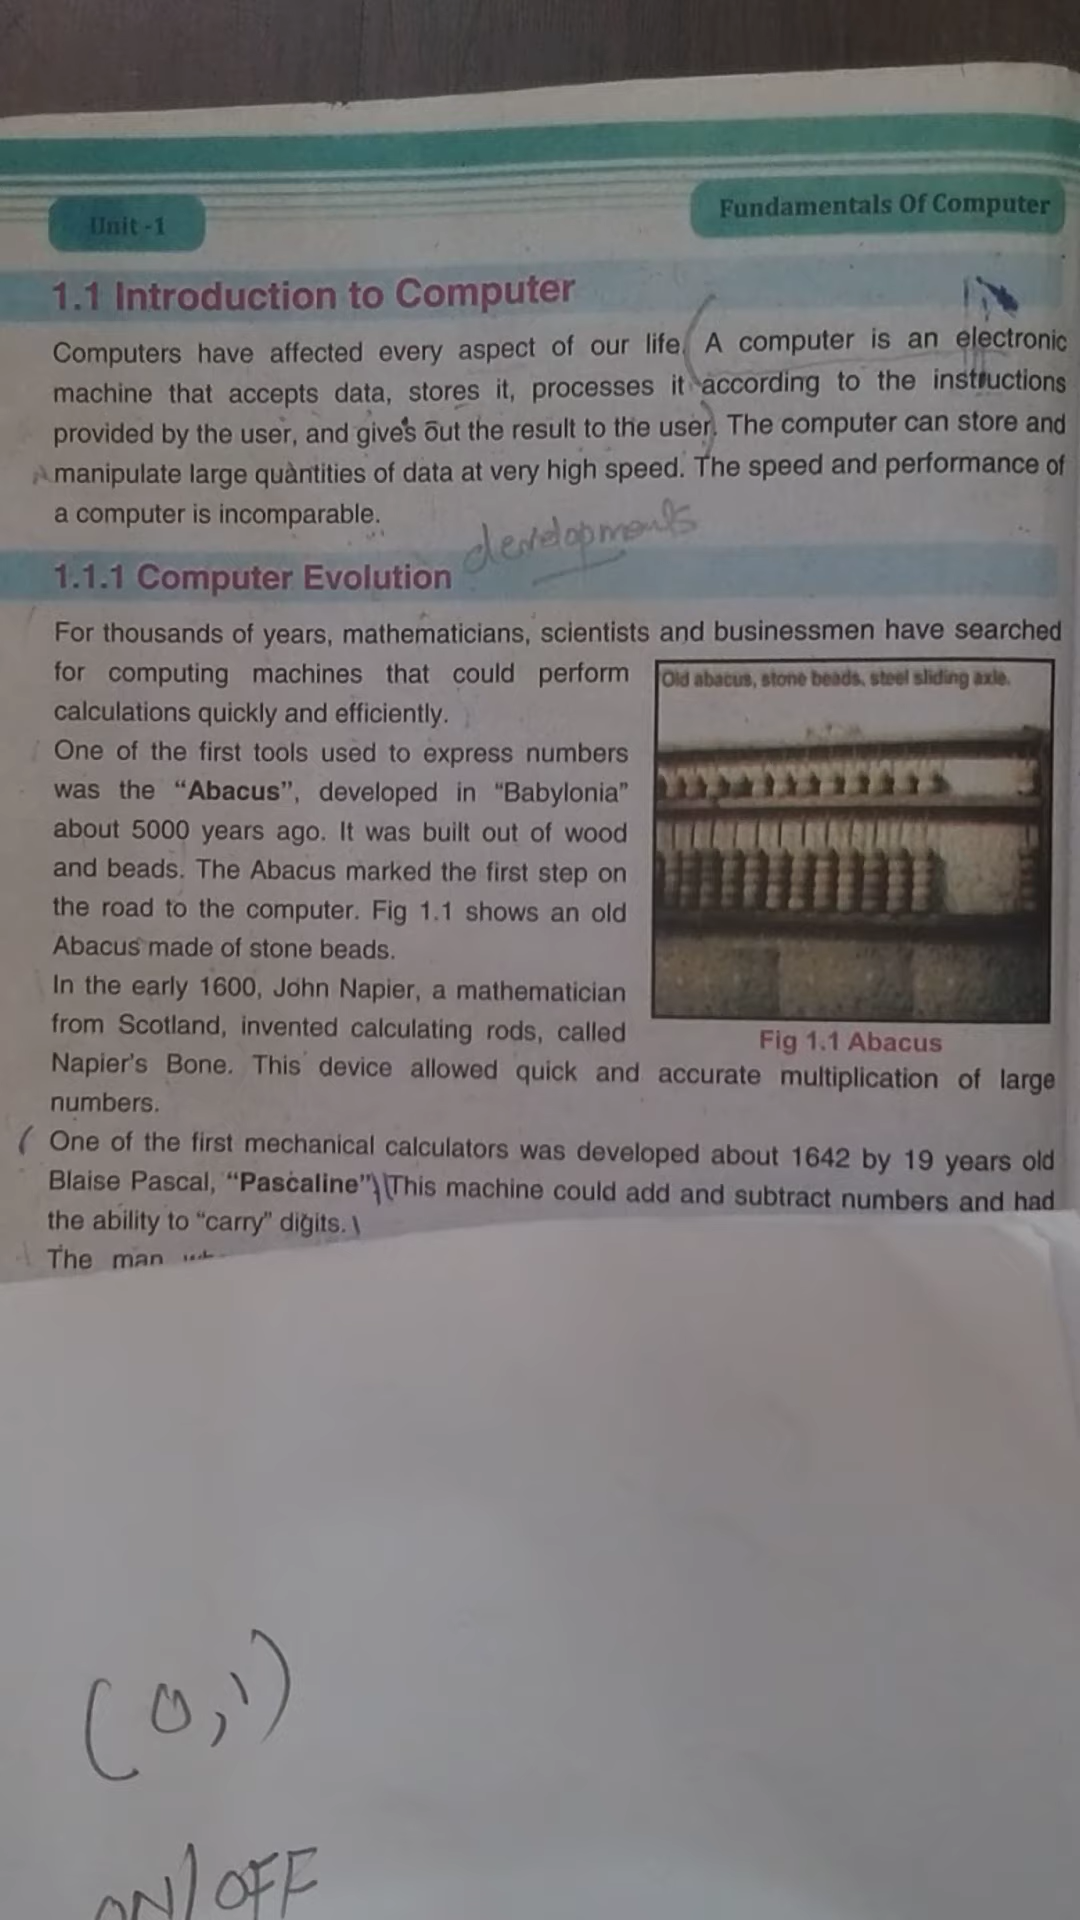 Unit -1
Fundamentals Of Computer
1.1 Introduction to Computer
Computers have affected every aspect of our life. A computer is an electronic
machine that accepts data, stores it, processes it according to the instructions
provided by the user, and gives out the result to the user. The computer can store and
manipulate large quantities of data at very high speed. The speed and performance of
a computer is incomparable.
developments
1.1.1 Computer Evolution
For thousands of years, mathematicians, scientists and businessmen have searched
for computing machines that could perform
calculations quickly and efficiently.
One of the first tools used to express numbers
was the “Abacus”, developed in “Babylonia”
about 5000 years ago. It was built out of wood
and beads. The Abacus marked the first step on
the road to the computer. Fig 1.1 shows an old
Abacus made of stone beads.
In the early 1600, John Napier, a mathematician
from Scotland, invented calculating rods, called
Old abacus, stone beads, steel sliding axle.
Fig 1.1 Abacus
Napier's Bone. This device allowed quick and accurate multiplication of large
numbers.
One of the first mechanical calculators was developed about 1642 by 19 years old
Blaise Pascal, “Pascaline” This machine could add and subtract numbers and had
the ability to “carry” digits.
The man
(0,1)
ON/OFF